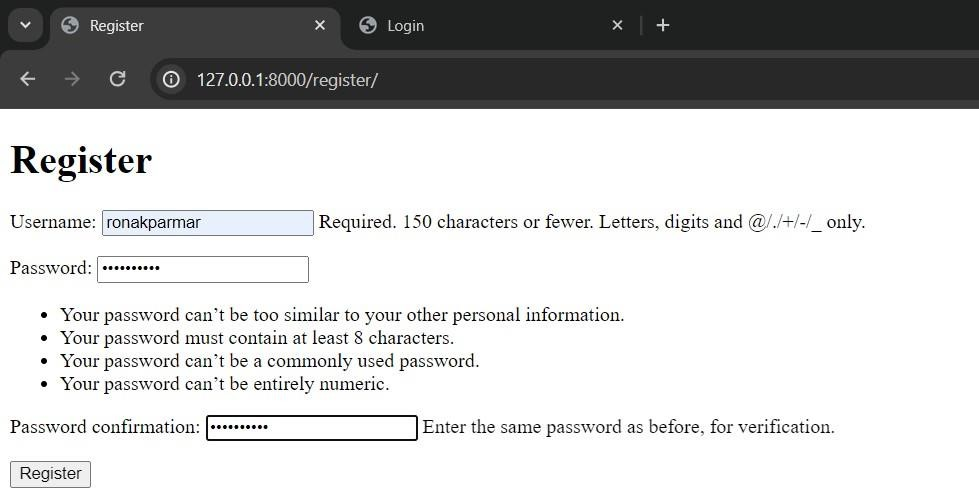 Register
Login
127.0.0.1:8000/register/
Register
Username: ronakparmar Required. 150 characters or fewer. Letters, digits and @/./+/-/_ only.
Password: ••••••••••
• Your password can’t be too similar to your other personal information.
• Your password must contain at least 8 characters.
• Your password can’t be a commonly used password.
• Your password can’t be entirely numeric.
Password confirmation: •••••••••• Enter the same password as before, for verification.
Register